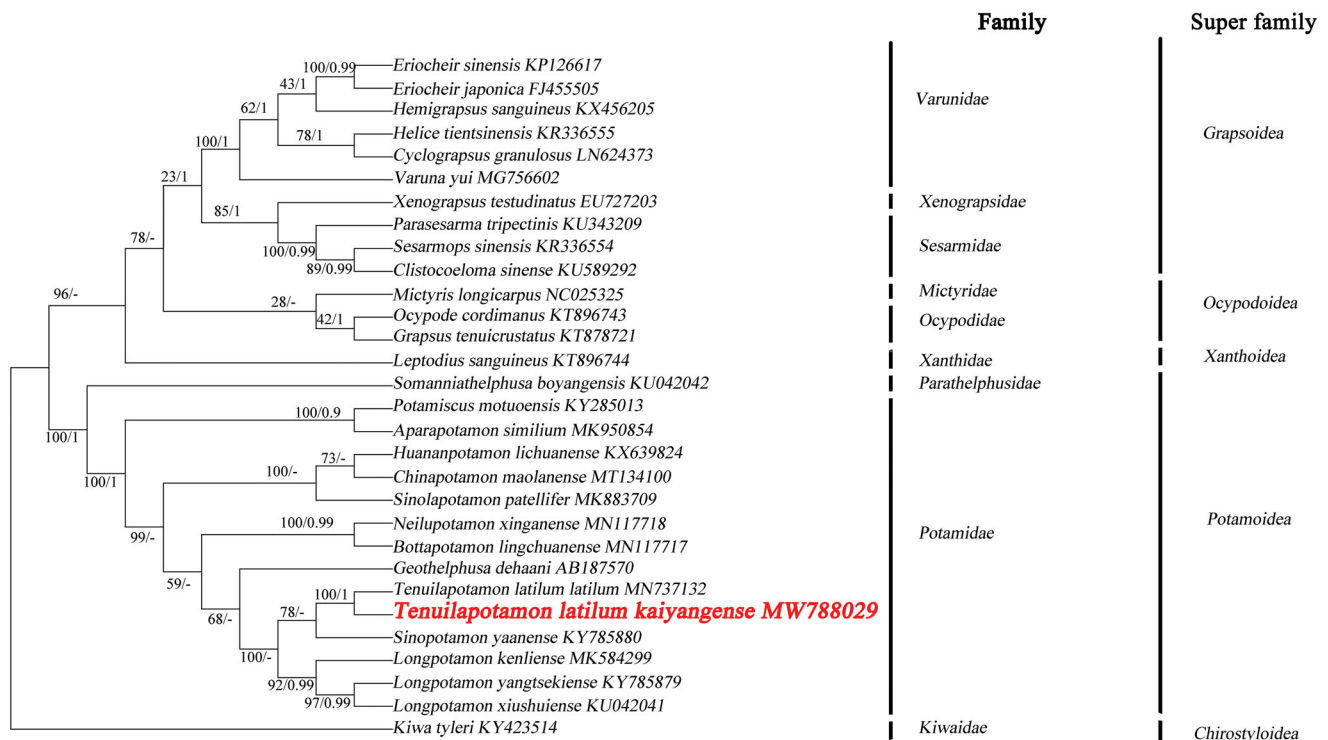 Family Super family
100/0.99 Eriocheir sinensis KP126617
43/1 Eriocheir japonica FJ455505
Varunidae
62/1 Hemigrapsus sanguineus KX456205
78/1 Helice tientsinensis KR336555
Grapsoidea
100/1 Cyclograpsus granulosus LN624373
23/1 Varuna yui MG756602
85/1 Xenograpsus testudinatus EU727203 Xenograpsidae
Parasesarma tripectinis KU343209
78/- 100/0.99 Sesarmops sinensis KR336554 Sesarmidae
89/0.99 Clistocoeloma sinense KU589292
96/- 28/- Mictyris longicarpus NC025325 Mictyridae
Ocypodoidea
42/1 Ocypode cordimanus KT896743 Ocypodidae
Grapsus tenuicrustatus KT878721
Leptodius sanguineus KT896744 Xanthidae Xanthoidea
Somanniathelphusa boyangensis KU042042 Parathelphusidae
100/0.9 Potamiscus motuoensis KY285013
100/1 Aparapotamon similium MK950854
73/- Huananpotamon lichuanense KX639824
100/1 100/- Chinapotamon maolanense MT134100
Sinolapotamon patellifer MK883709
100/0.99 Neilupotamon xinganense MN117718 Potamoidea
99/- Bottapotamon lingchuanense MN117717 Potamidae
59/- Geothelphusa dehaani AB187570
100/1 Tenuilapotamon latilum latilum MN737132
68/- 78/- Tenuilapotamon latilum kaiyangense MW788029
Sinopotamon yaanense KY785880
100/- Longpotamon kenliense MK584299
92/0.99 Longpotamon yangtsekiense KY785879
97/0.99 Longpotamon xiushuiense KU042041
Kiwa tyleri KY423514 Kiwaidae Chirostyloidea